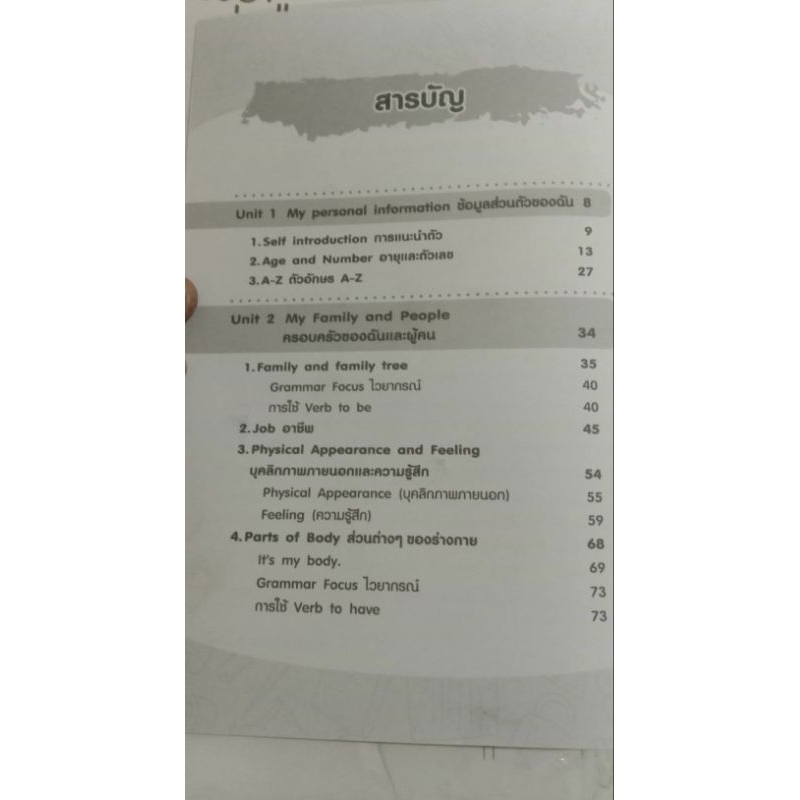 สารบัญ
Unit 1 My personal information ข้อมูลส่วนตัวของฉัน 8
1. Self introduction การแนะนำตัว 9
2. Age and Number อายุและตัวเลข 13
3. A-Z ตัวอักษร A-Z 27
Unit 2 My Family and People
ครอบครัวของฉันและผู้คน 34
1. Family and family tree 35
Grammar Focus ไวยากรณ์ 40
การใช้ Verb to be 40
2. Job อาชีพ 45
3. Physical Appearance and Feeling
บุคลิกภาพภายนอกและความรู้สึก 54
Physical Appearance (บุคลิกภาพภายนอก) 55
Feeling (ความรู้สึก) 59
4. Parts of Body ส่วนต่างๆ ของร่างกาย 68
It's my body. 69
Grammar Focus ไวยากรณ์ 73
การใช้ Verb to have 73